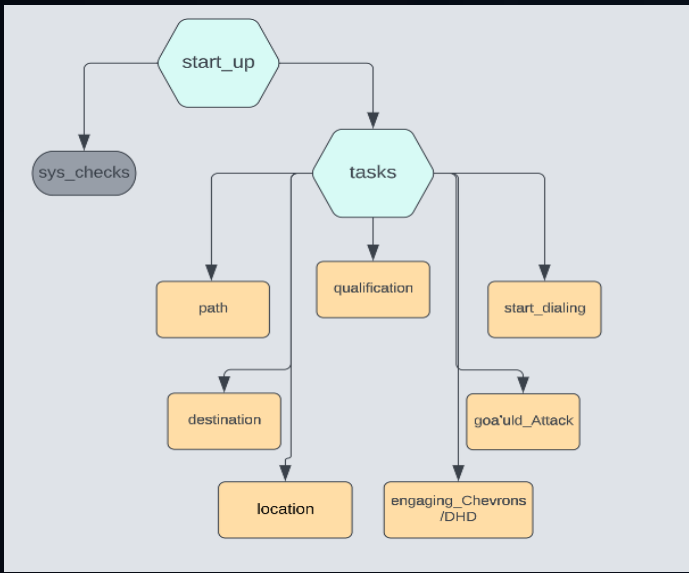 start_up
sys_checks
tasks
path
qualification
start_dialing
destination
goa'uld_Attack
location
engaging_Chevrons
/DHD